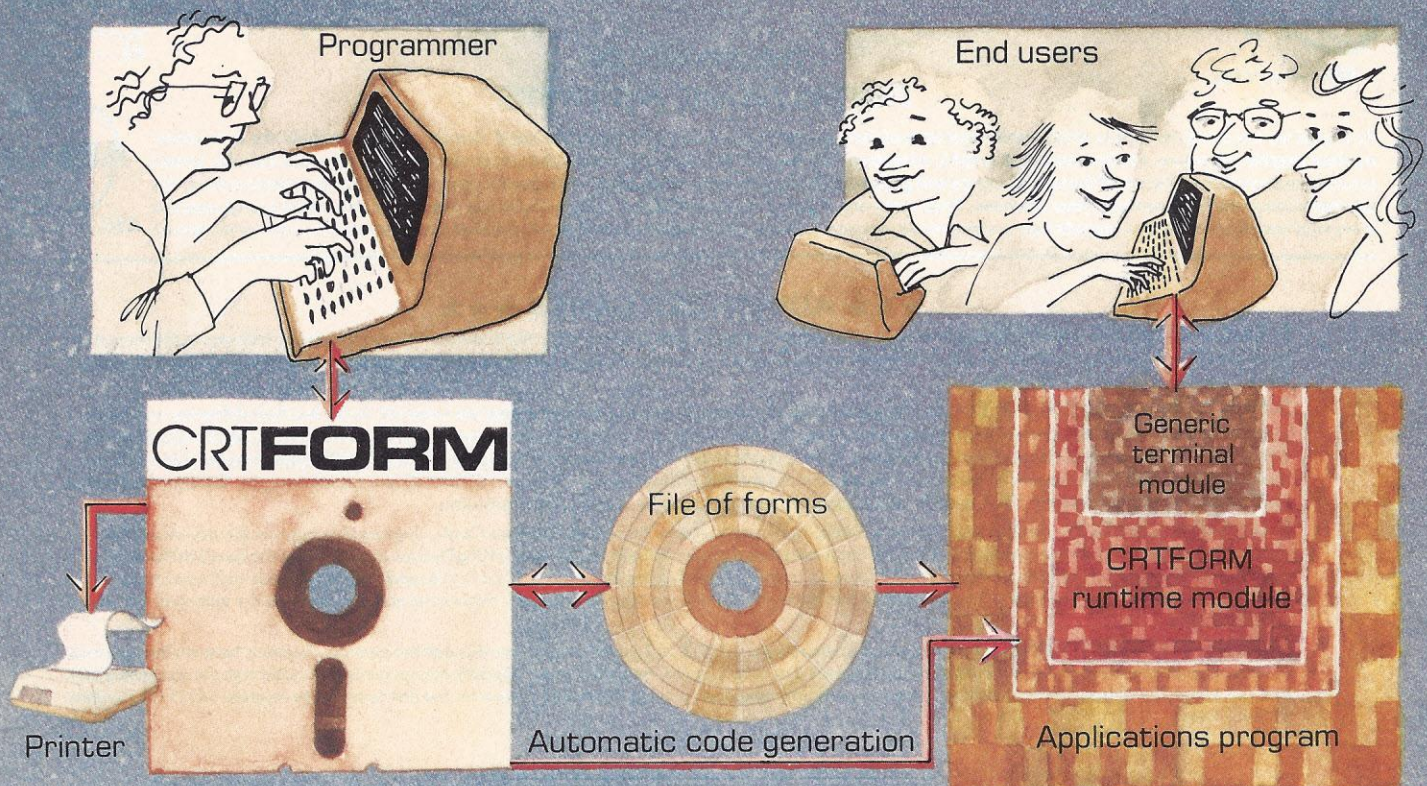 Programmer
End users
CRTFORM
File of forms
Generic
terminal
module
CRTFORM
runtime module
Printer
Automatic code generation
Applications program